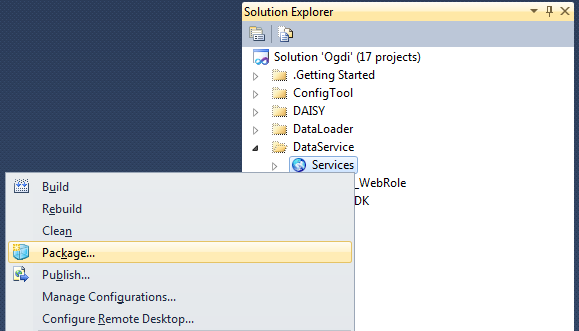 Solution Explorer
Solution 'Ogdi' (17 projects)
.Getting Started
ConfigTool
DAISY
DataLoader
DataService
Services
_WebRole
DK
Build
Rebuild
Clean
Package...
Publish...
Manage Configurations...
Configure Remote Desktop...